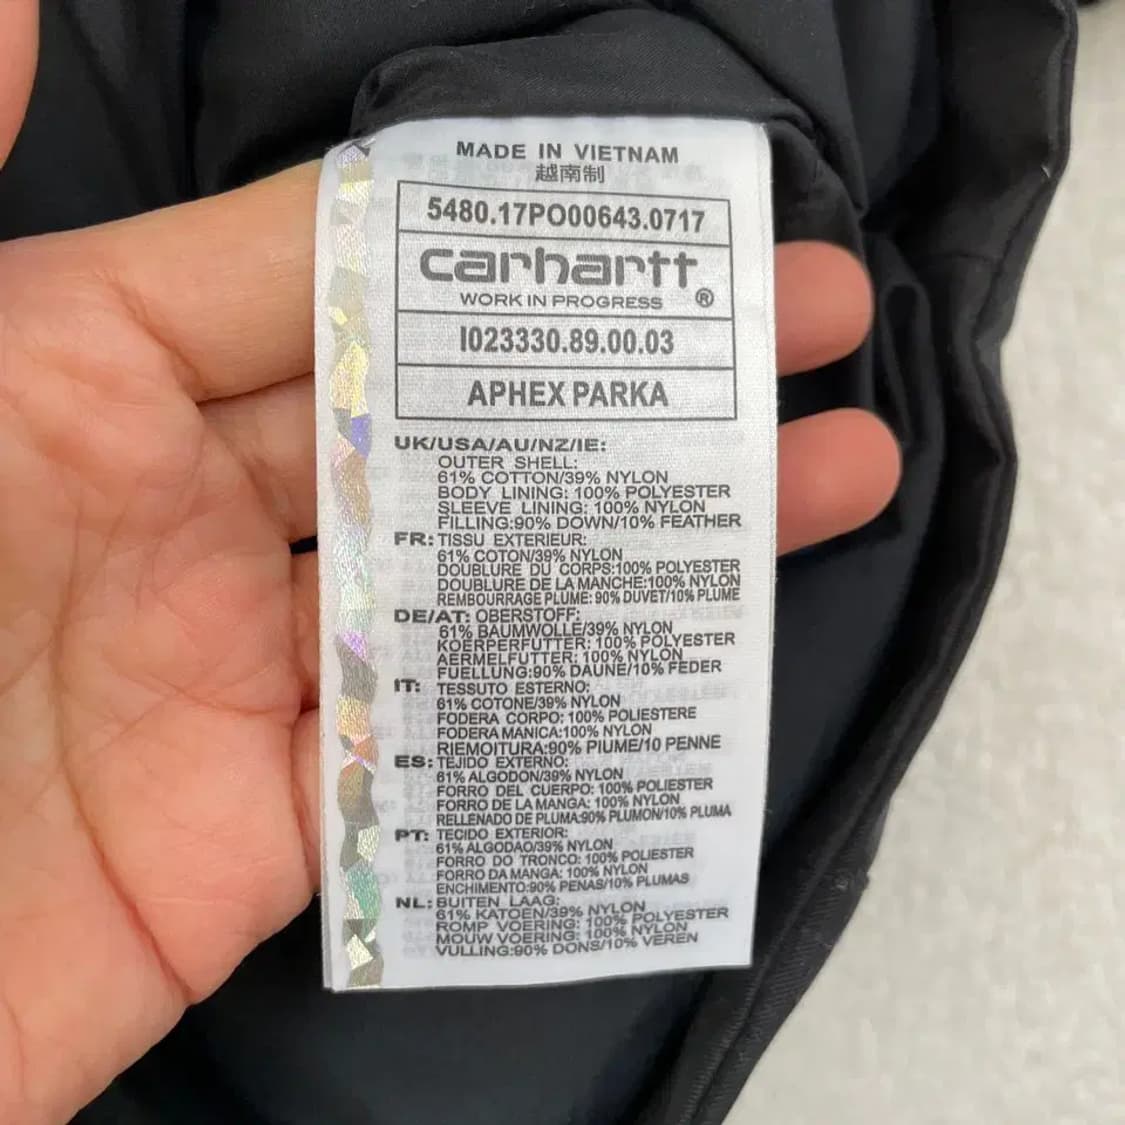 MADE IN VIETNAM
越南制
5480.17PO00643.0717
carhartt
WORK IN PROGRESS ®
I023330.89.00.03
APHEX PARKA
UK/USA/AU/NZ/IE:
OUTER SHELL:
61% COTTON/39% NYLON
BODY LINING: 100% POLYESTER
SLEEVE LINING: 100% NYLON
FILLING:90% DOWN/10% FEATHER
FR: TISSU EXTERIEUR:
61% COTON/39% NYLON
DOUBLURE DU CORPS:100% POLYESTER
DOUBLURE DE LA MANCHE:100% NYLON
REMBOURRAGE PLUME: 90% DUVET/10% PLUME
DE/AT: OBERSTOFF:
61% BAUMWOLLE/39% NYLON
KOERPERFUTTER: 100% POLYESTER
AERMELFUTTER: 100% NYLON
FUELLUNG:90% DAUNE/10% FEDER
IT: TESSUTO ESTERNO:
61% COTONE/39% NYLON
FODERA CORPO: 100% POLIESTERE
FODERA MANICA:100% NYLON
RIEMOITURA:90% PIUME/10 PENNE
ES: TEJIDO EXTERNO:
61% ALGODON/39% NYLON
FORRO DEL CUERPO: 100% POLIESTER
FORRO DE LA MANGA: 100% NYLON
RELLENADO DE PLUMA:90% PLUMON/10% PLUMA
PT: TECIDO EXTERIOR:
61% ALGODAO/39% NYLON
FORRO DO TRONCO: 100% POLIESTER
FORRO DA MANGA: 100% NYLON
ENCHIMENTO:90% PENAS/10% PLUMAS
NL: BUITEN LAAG:
61% KATOEN/39% NYLON
ROMP VOERING: 100% POLYESTER
MOUW VOERING: 100% NYLON
VULLING:90% DONS/10% VEREN